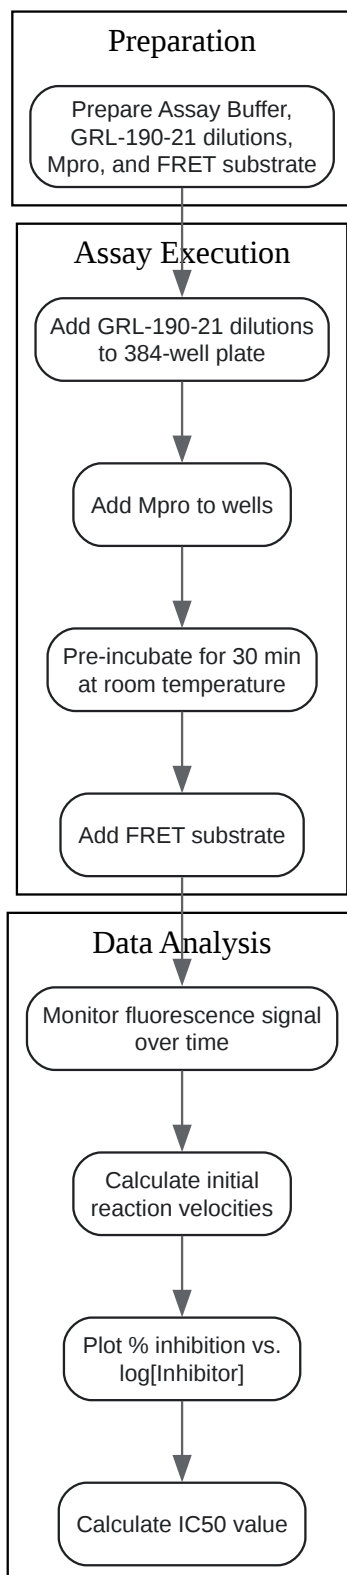 Preparation
Prepare Assay Buffer,
GRL-190-21 dilutions,
Mpro, and FRET substrate
Assay Execution
Add GRL-190-21 dilutions
to 384-well plate
Add Mpro to wells
Pre-incubate for 30 min
at room temperature
Add FRET substrate
Data Analysis
Monitor fluorescence signal
over time
Calculate initial
reaction velocities
Plot % inhibition vs.
log[Inhibitor]
Calculate IC50 value